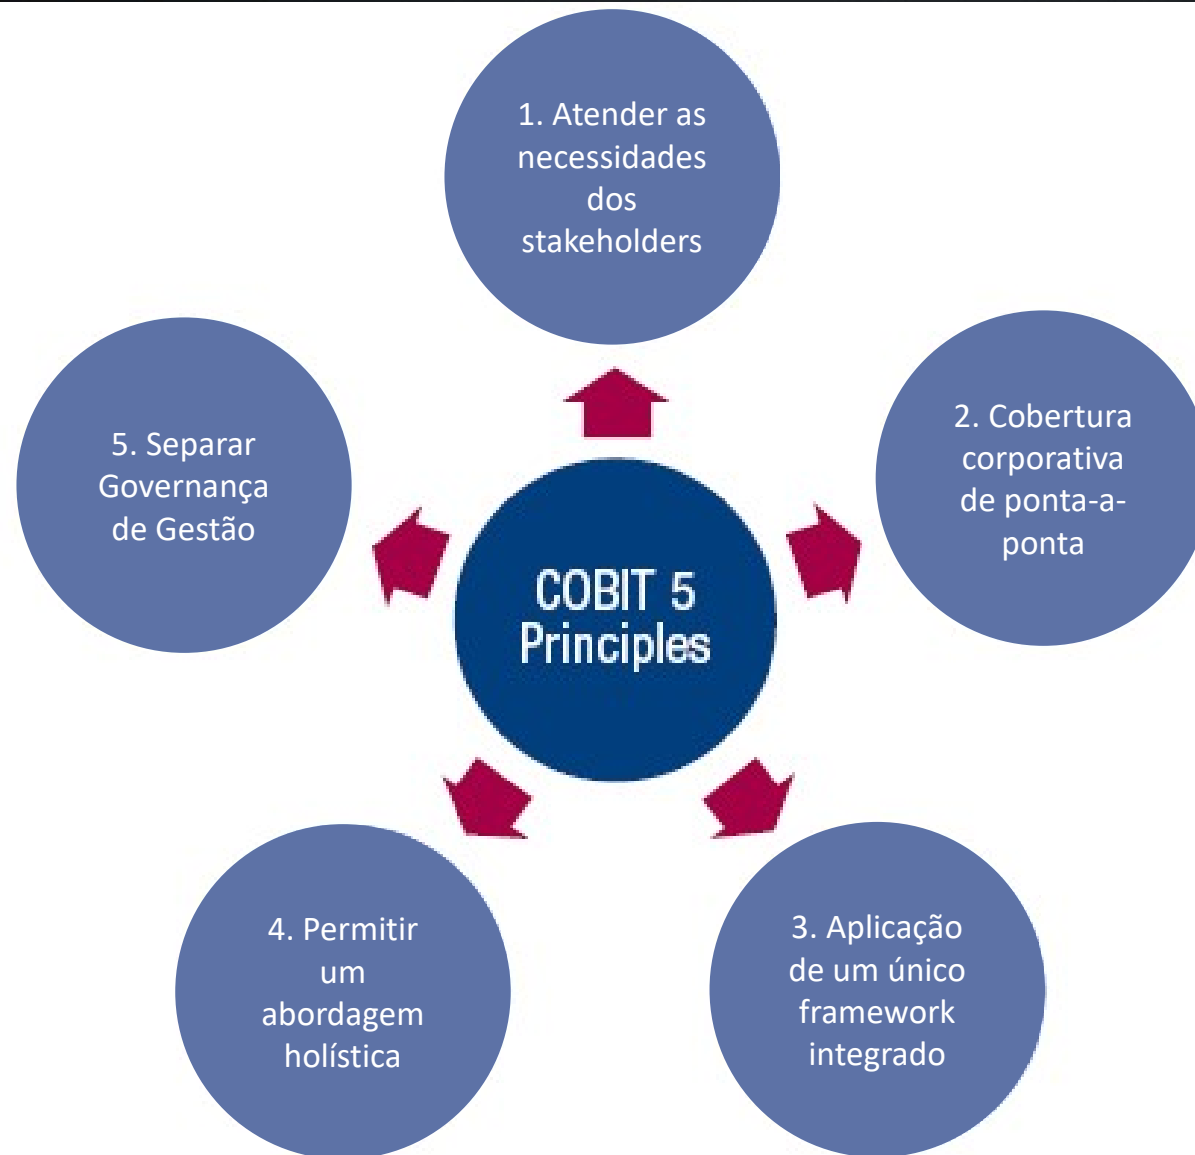 1. Atender as
necessidades
dos
stakeholders
2. Cobertura
corporativa
de ponta-a-
ponta
3. Aplicação
de um único
framework
integrado
4. Permitir
um
abordagem
holística
5. Separar
Governança
de Gestão
COBIT 5
Principles